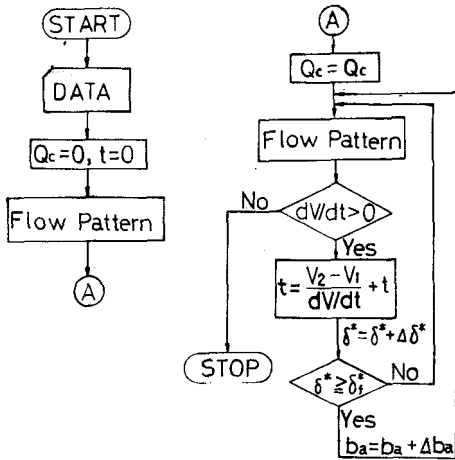 START
DATA
Qc=0, t=0
Flow Pattern
A
A
Qc = Qc
Flow Pattern
dV/dt>0
No
Yes
t = (V2 − V1)/(dV/dt) + t
δ* = δ* + Δδ*
STOP
δ* ≧ δf*
No
Yes
ba = ba + Δba